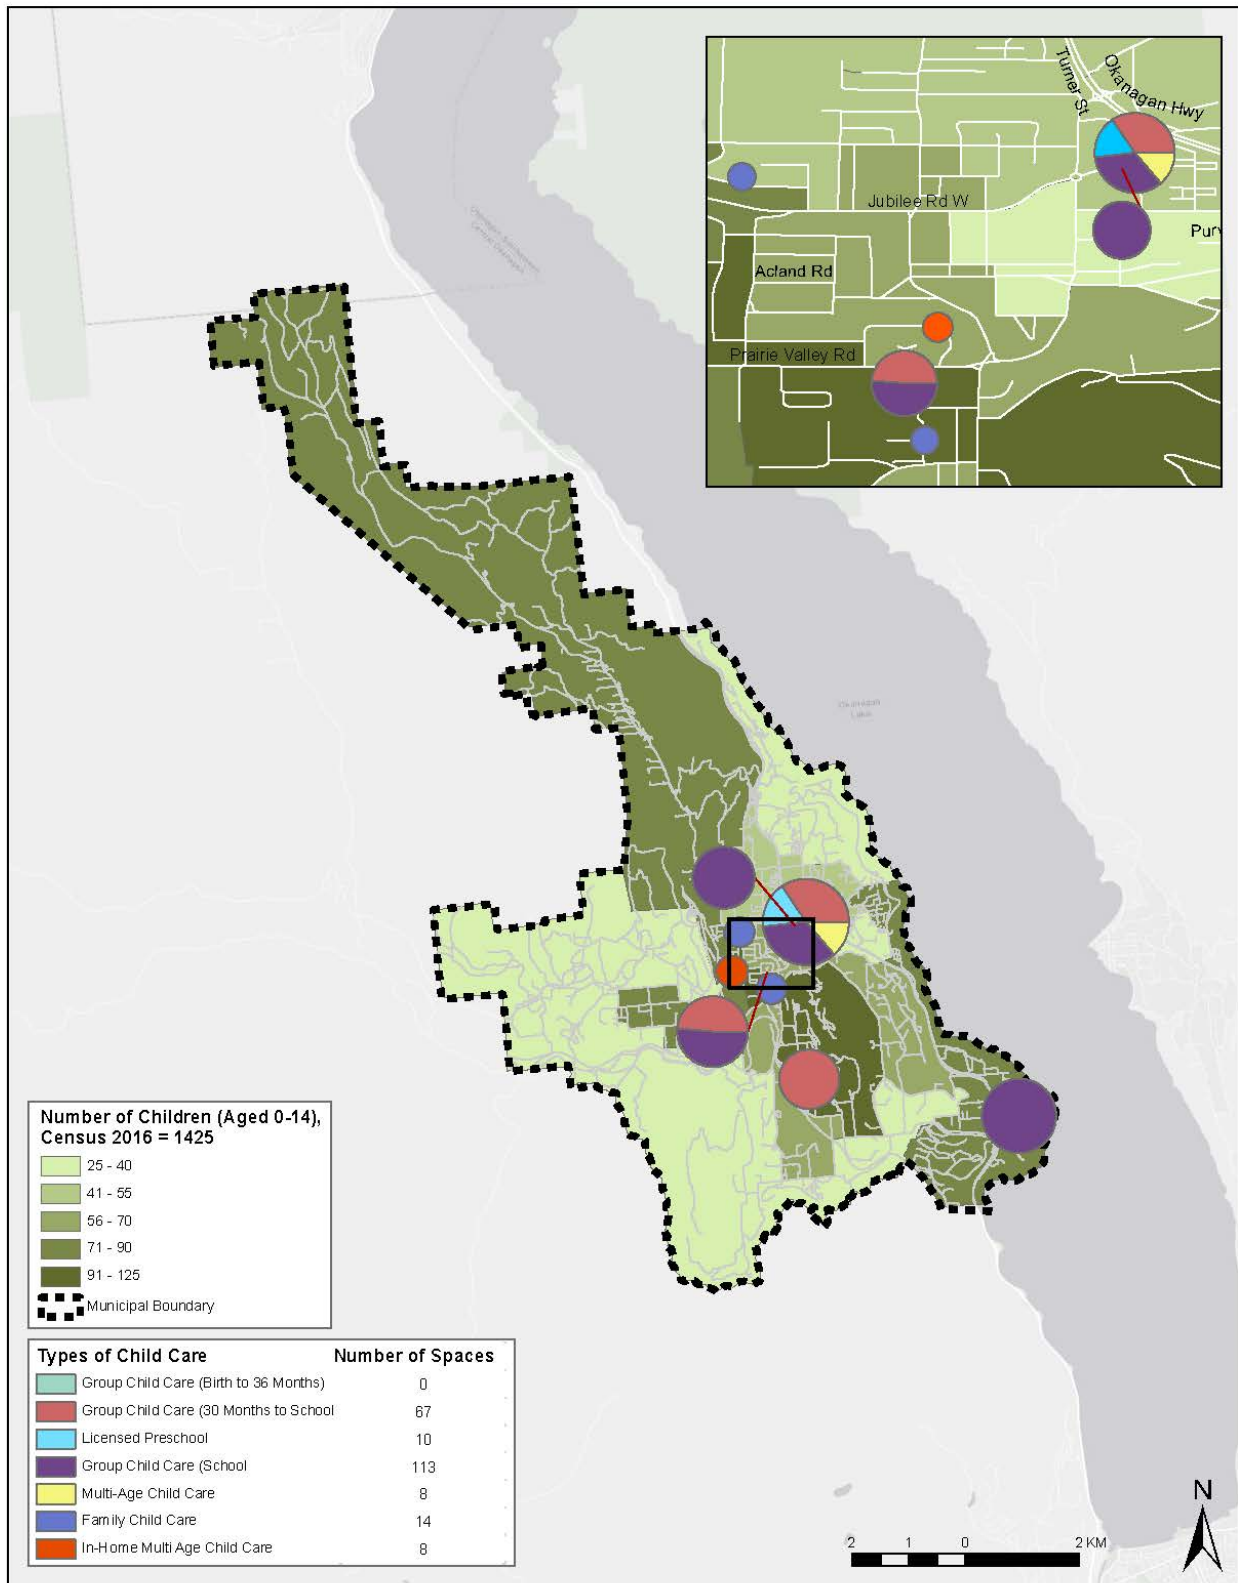 Turner St
Okanagan Hwy
Jubilee Rd W
Purv
Acland Rd
Prairie Valley Rd
Okanagan
Lake
Number of Children (Aged 0-14),
Census 2016 = 1425
25 - 40
41 - 55
56 - 70
71 - 90
91 - 125
Municipal Boundary
Types of Child Care Number of Spaces
Group Child Care (Birth to 36 Months) 0
Group Child Care (30 Months to School 67
Licensed Preschool 10
Group Child Care (School 113
Multi-Age Child Care 8
Family Child Care 14
In-Home Multi Age Child Care 8
N
2 1 0 2 KM